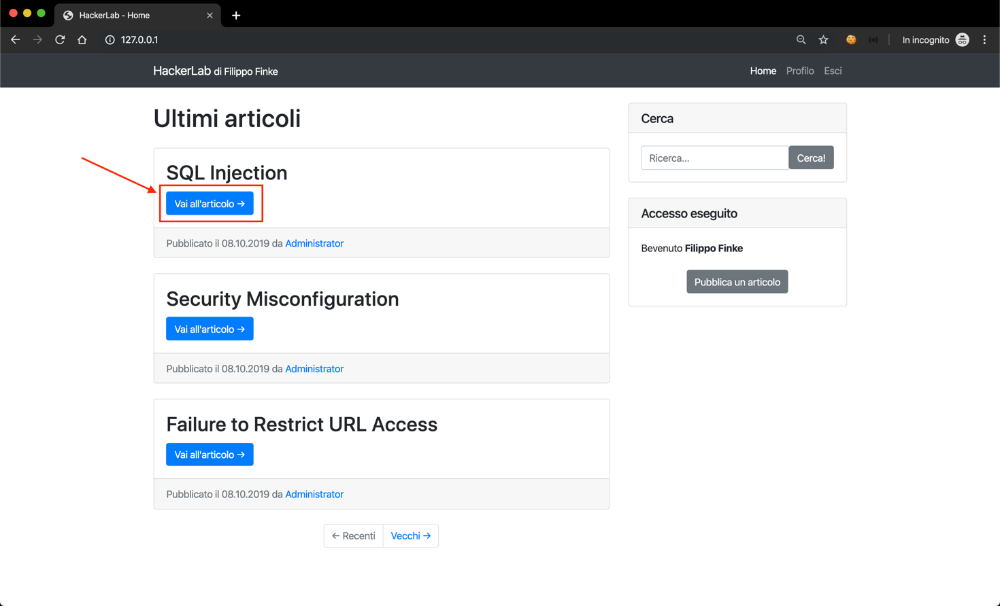 HackerLab - Home
127.0.0.1
In incognito
HackerLab di Filippo Finke
Home Profilo Esci
Ultimi articoli
SQL Injection
Vai all'articolo →
Pubblicato il 08.10.2019 da Administrator
Security Misconfiguration
Vai all'articolo →
Pubblicato il 08.10.2019 da Administrator
Failure to Restrict URL Access
Vai all'articolo →
Pubblicato il 08.10.2019 da Administrator
← Recenti Vecchi →
Cerca
Ricerca... Cerca!
Accesso eseguito
Bevenuto Filippo Finke
Pubblica un articolo